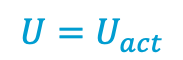 U = U_act